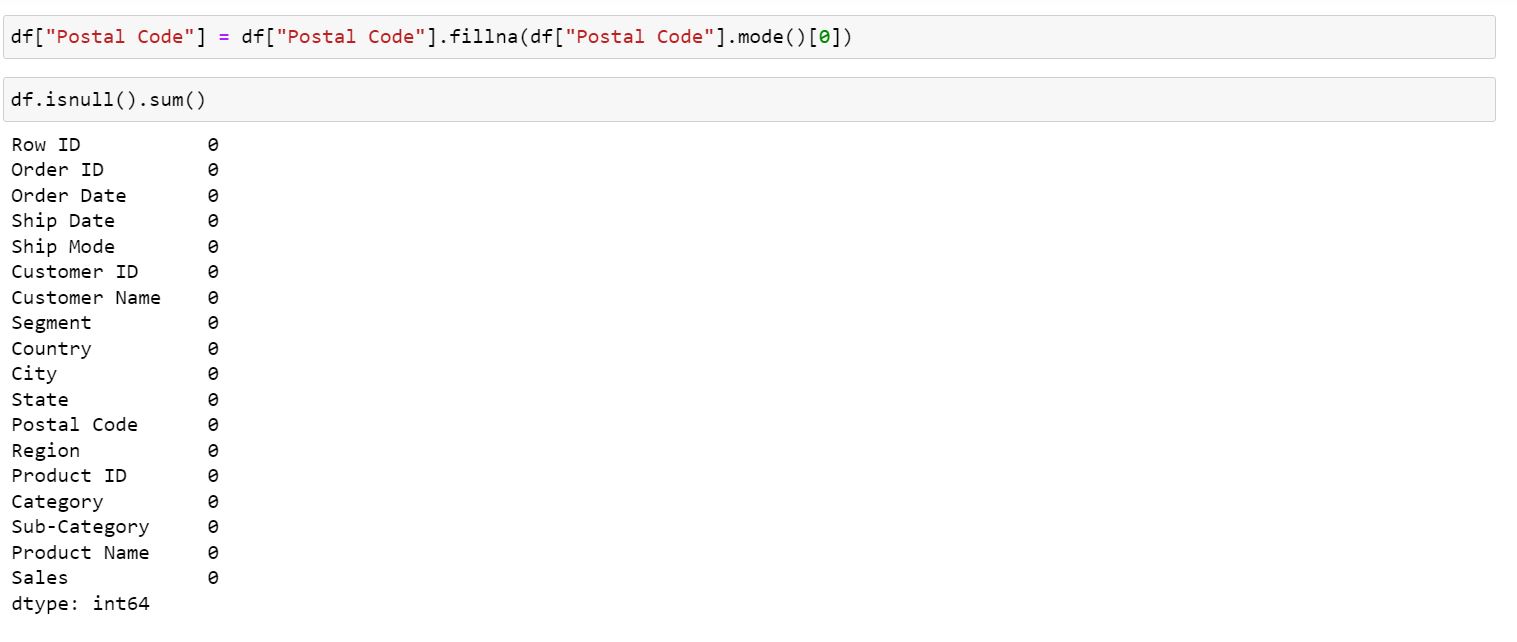 df["Postal Code"] = df["Postal Code"].fillna(df["Postal Code"].mode()[0])
df.isnull().sum()
Row ID 0
Order ID 0
Order Date 0
Ship Date 0
Ship Mode 0
Customer ID 0
Customer Name 0
Segment 0
Country 0
City 0
State 0
Postal Code 0
Region 0
Product ID 0
Category 0
Sub-Category 0
Product Name 0
Sales 0
dtype: int64